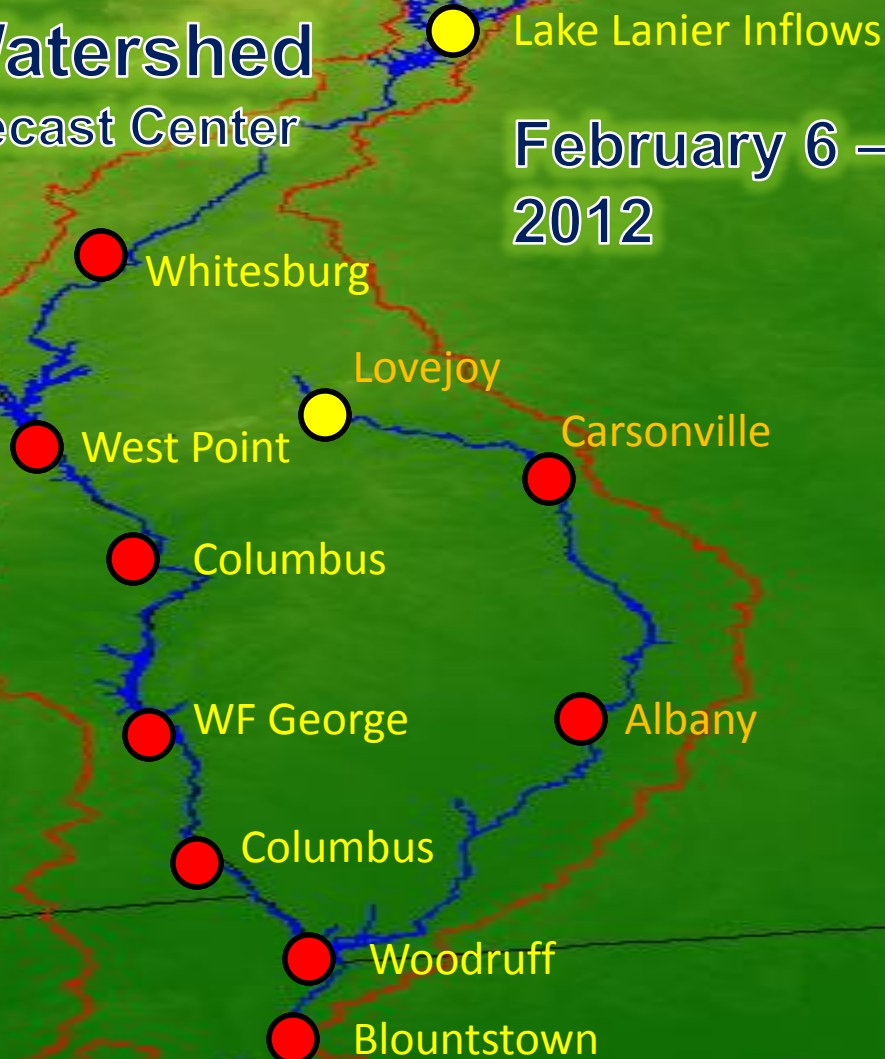 Watershed
ecast Center
Lake Lanier Inflows
February 6 –
2012
Whitesburg
Lovejoy
Carsonville
West Point
Columbus
WF George
Albany
Columbus
Woodruff
Blountstown